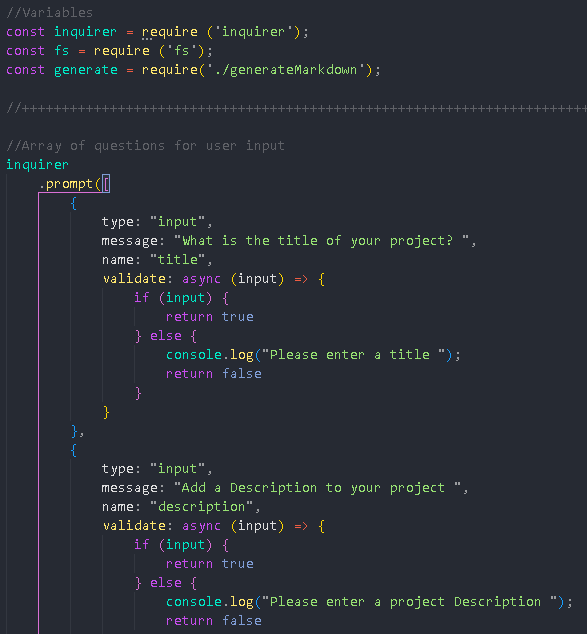 //Variables
const inquirer = require ('inquirer');
const fs = require ('fs');
const generate = require('./generateMarkdown');
//++++++++++++++++++++++++++++++++++++++++++++++++++++++++++++++++++++++
//Array of questions for user input
inquirer
.prompt([
{
type: "input",
message: "What is the title of your project? ",
name: "title",
validate: async (input) => {
if (input) {
return true
} else {
console.log("Please enter a title ");
return false
}
}
},
{
type: "input",
message: "Add a Description to your project ",
name: "description",
validate: async (input) => {
if (input) {
return true
} else {
console.log("Please enter a project Description ");
return false